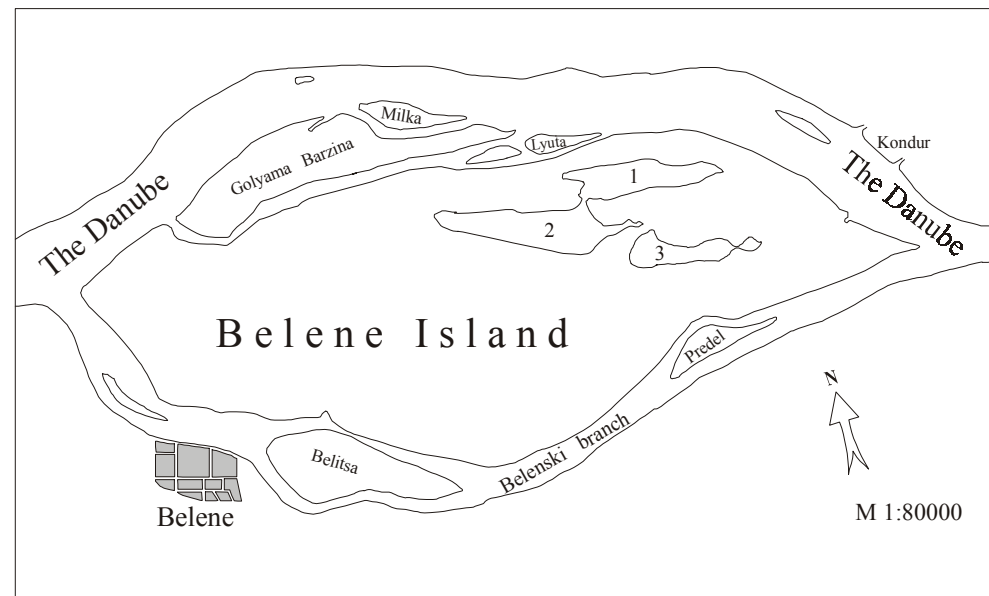 Milka
Kondur
Lyuta
Golyama Barzina
The Danube
The Danube
1
2
3
Belene Island
Predel
N
Belenski branch
Belitsa
Belene
M 1:80000